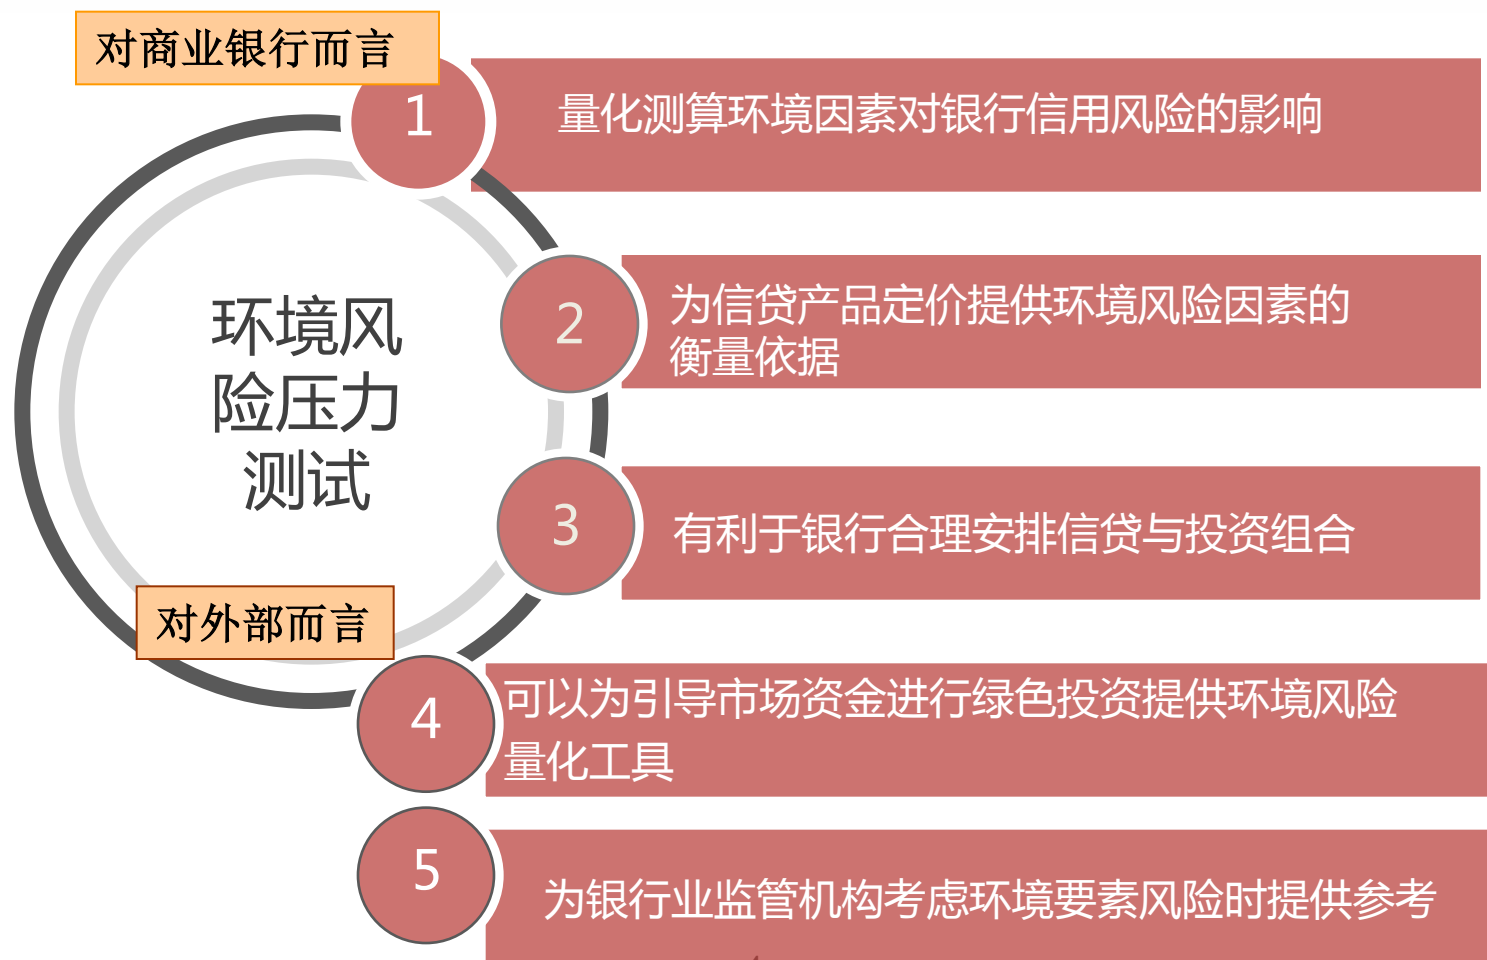 对商业银行而言
1
量化测算环境因素对银行信用风险的影响
2
为信贷产品定价提供环境风险因素的
衡量依据
环境风
险压力
测试
3
有利于银行合理安排信贷与投资组合
对外部而言
4
可以为引导市场资金进行绿色投资提供环境风险
量化工具
5
为银行业监管机构考虑环境要素风险时提供参考